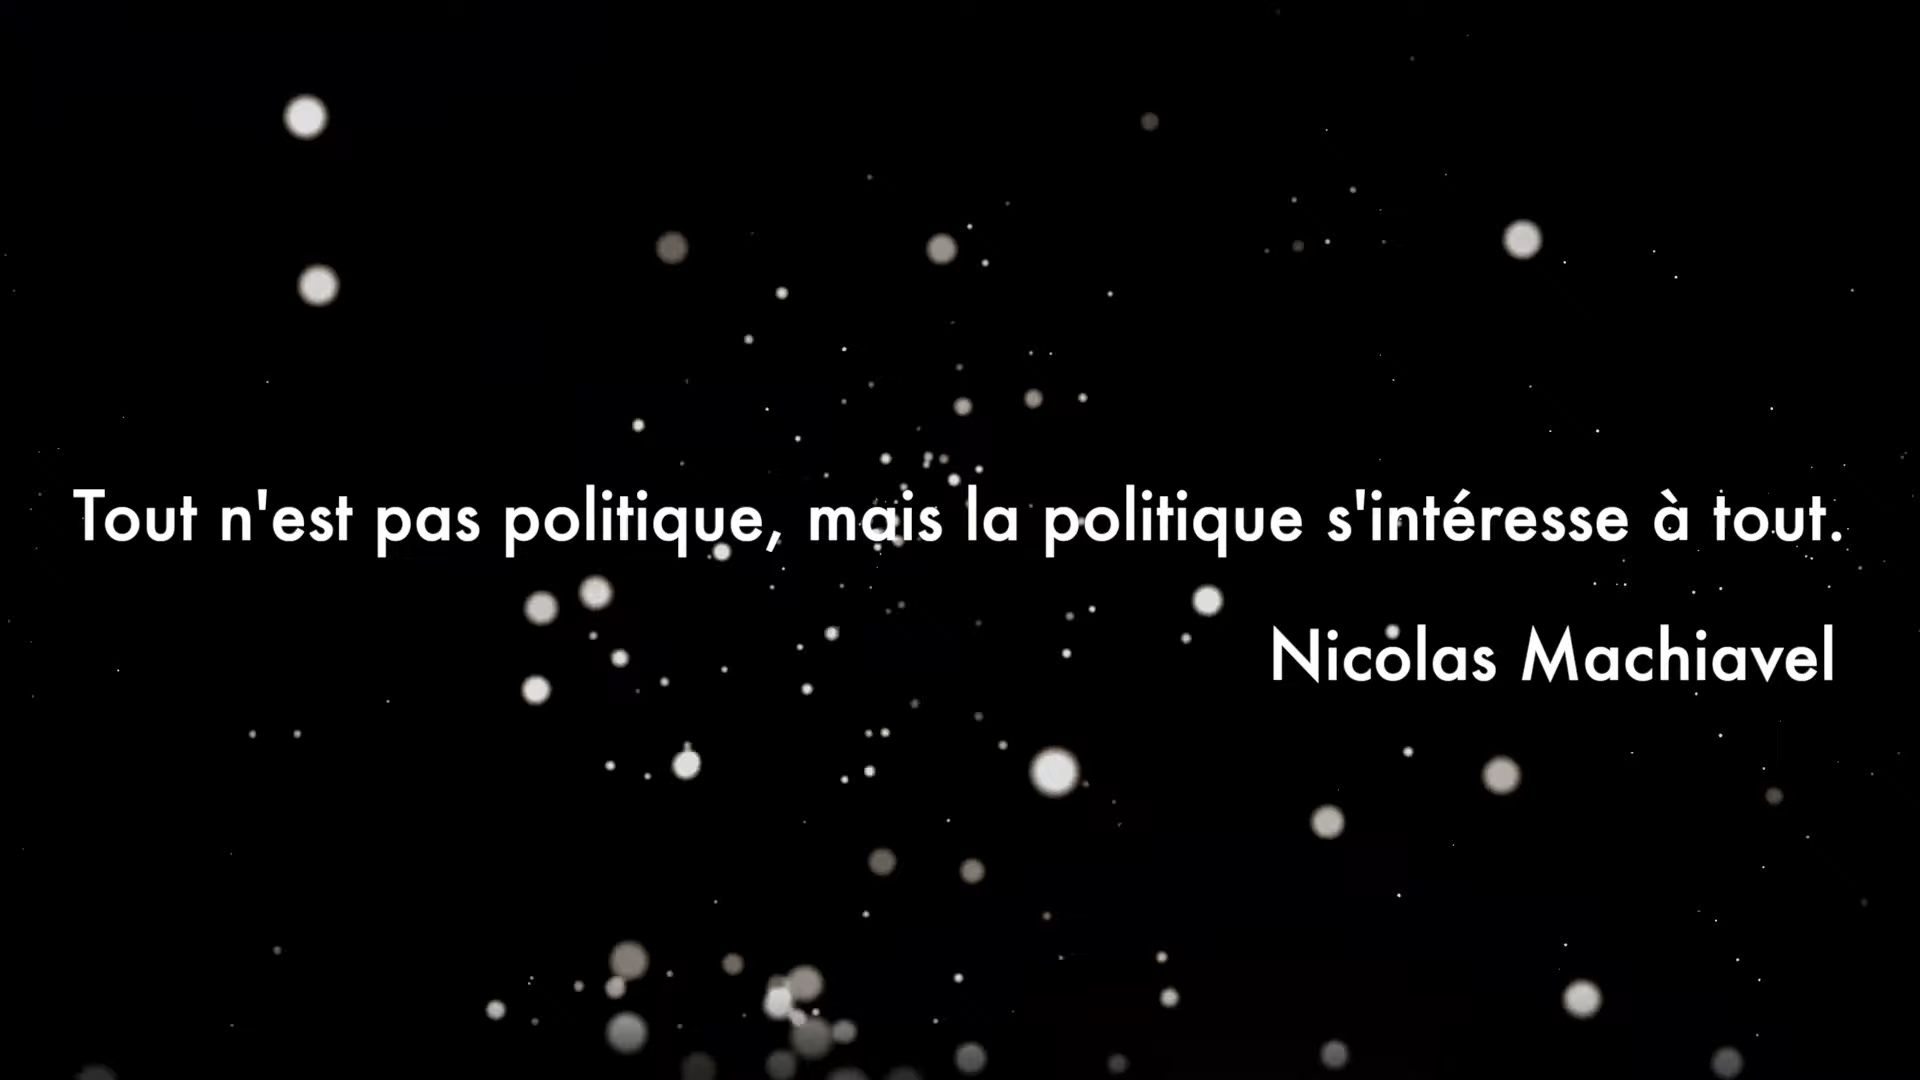 Tout n'est pas politique, mais la politique s'intéresse à tout.
Nicolas Machiavel